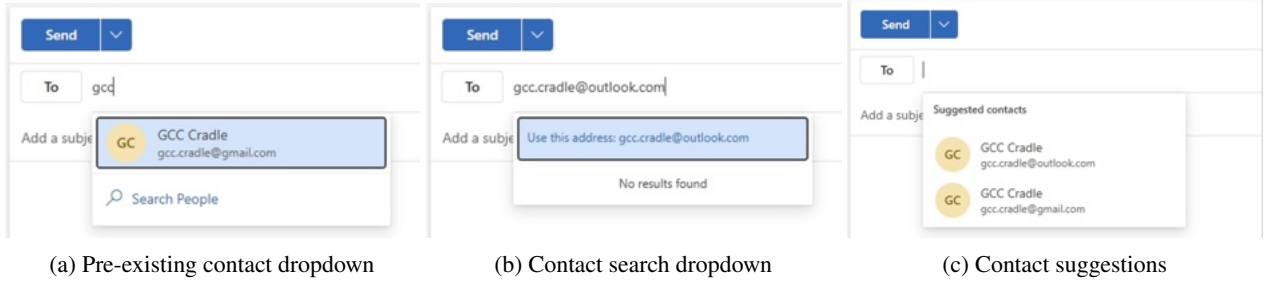 Send
To
gcc
Add a subje
GC
GCC Cradle
gcc.cradle@gmail.com
Search People
(a) Pre-existing contact dropdown
Send
To
gcc.cradle@outlook.com
Add a subje
Use this address: gcc.cradle@outlook.com
No results found
(b) Contact search dropdown
Send
To
Add a subje
Suggested contacts
GC
GCC Cradle
gcc.cradle@outlook.com
GC
GCC Cradle
gcc.cradle@gmail.com
(c) Contact suggestions